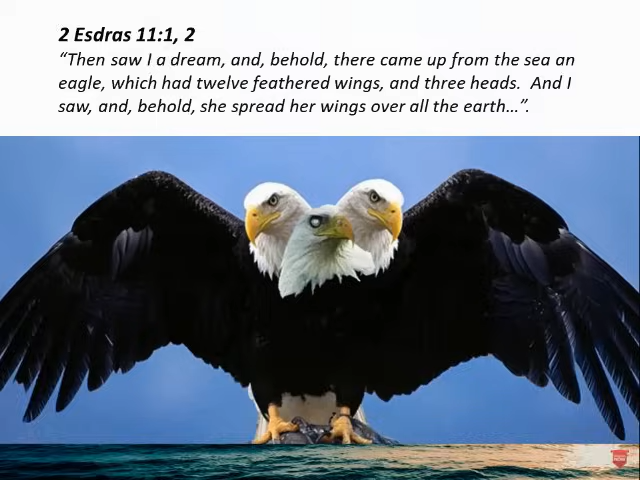 2 Esdras 11:1, 2
“Then saw I a dream, and, behold, there came up from the sea an
eagle, which had twelve feathered wings, and three heads.  And I
saw, and, behold, she spread her wings over all the earth…”.